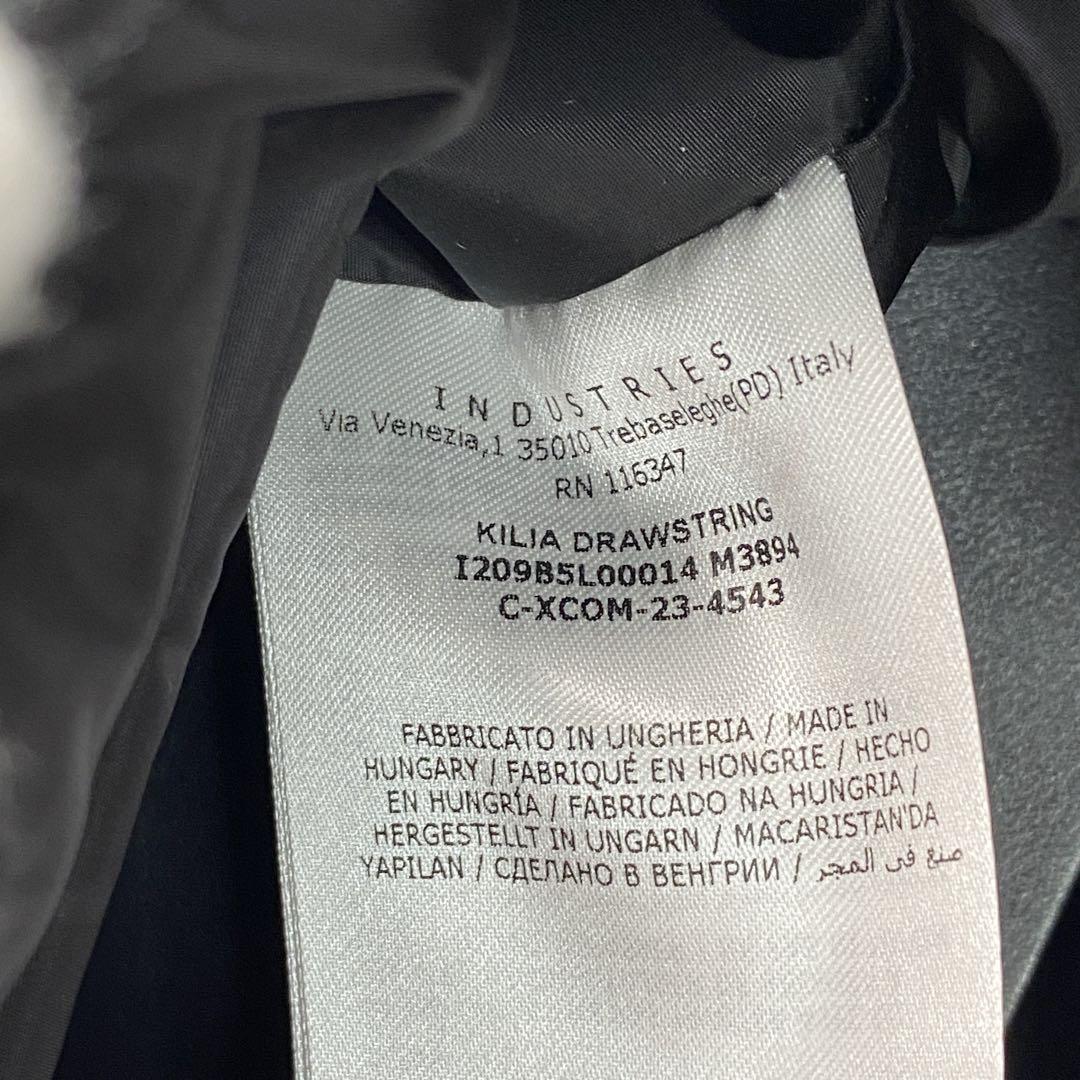 INDUSTRIES
Via Venezia,1 35010 Trebaseleghe(PD) Italy
RN 116347
KILIA DRAWSTRING
I209B5L00014 M3894
C-XCOM-23-4543
FABBRICATO IN UNGHERIA / MADE IN
HUNGARY / FABRIQUÉ EN HONGRIE / HECHO
EN HUNGRÍA / FABRICADO NA HUNGRIA /
HERGESTELLT IN UNGARN / MACARISTAN'DA
YAPILAN / СДЕЛАНО В ВЕНГРИИ / صنع في المجر